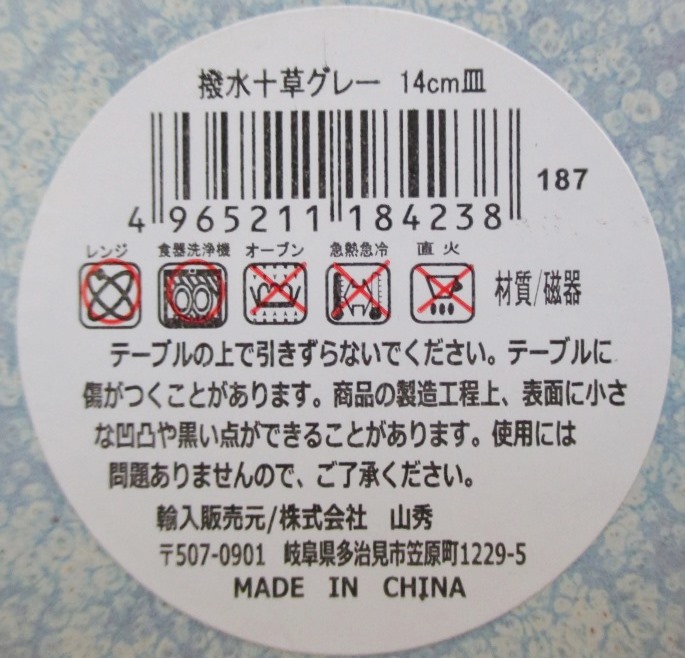 撥水十草グレー 14cm皿
187
4 965211 184238
レンジ 食器洗浄機 オーブン 急熱急冷 直火
材質/磁器
テーブルの上で引きずらないでください。テーブルに
傷がつくことがあります。商品の製造工程上、表面に小さ
な凹凸や黒い点ができることがあります。使用には
問題ありませんので、ご了承ください。
輸入販売元/株式会社 山秀
〒507-0901 岐阜県多治見市笠原町1229-5
MADE IN CHINA